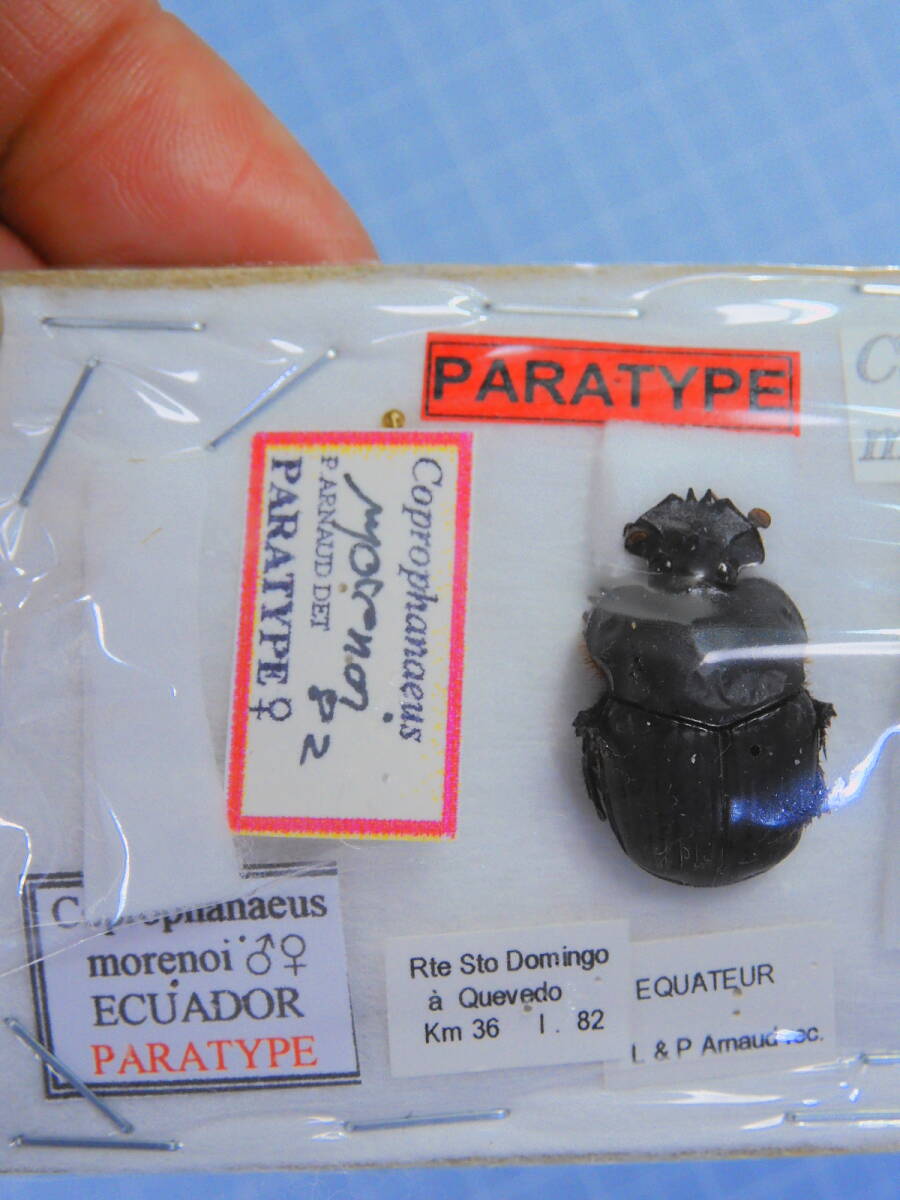 PARATYPE
C
m
Coprophanaeus
morenoi
P. ARNAUD DET
PARATYPE ♀
Coprophanaeus
morenoi ♂♀
ECUADOR
PARATYPE
Rte Sto Domingo
à Quevedo
Km 36 I . 82
EQUATEUR
L & P Arnaud rec.